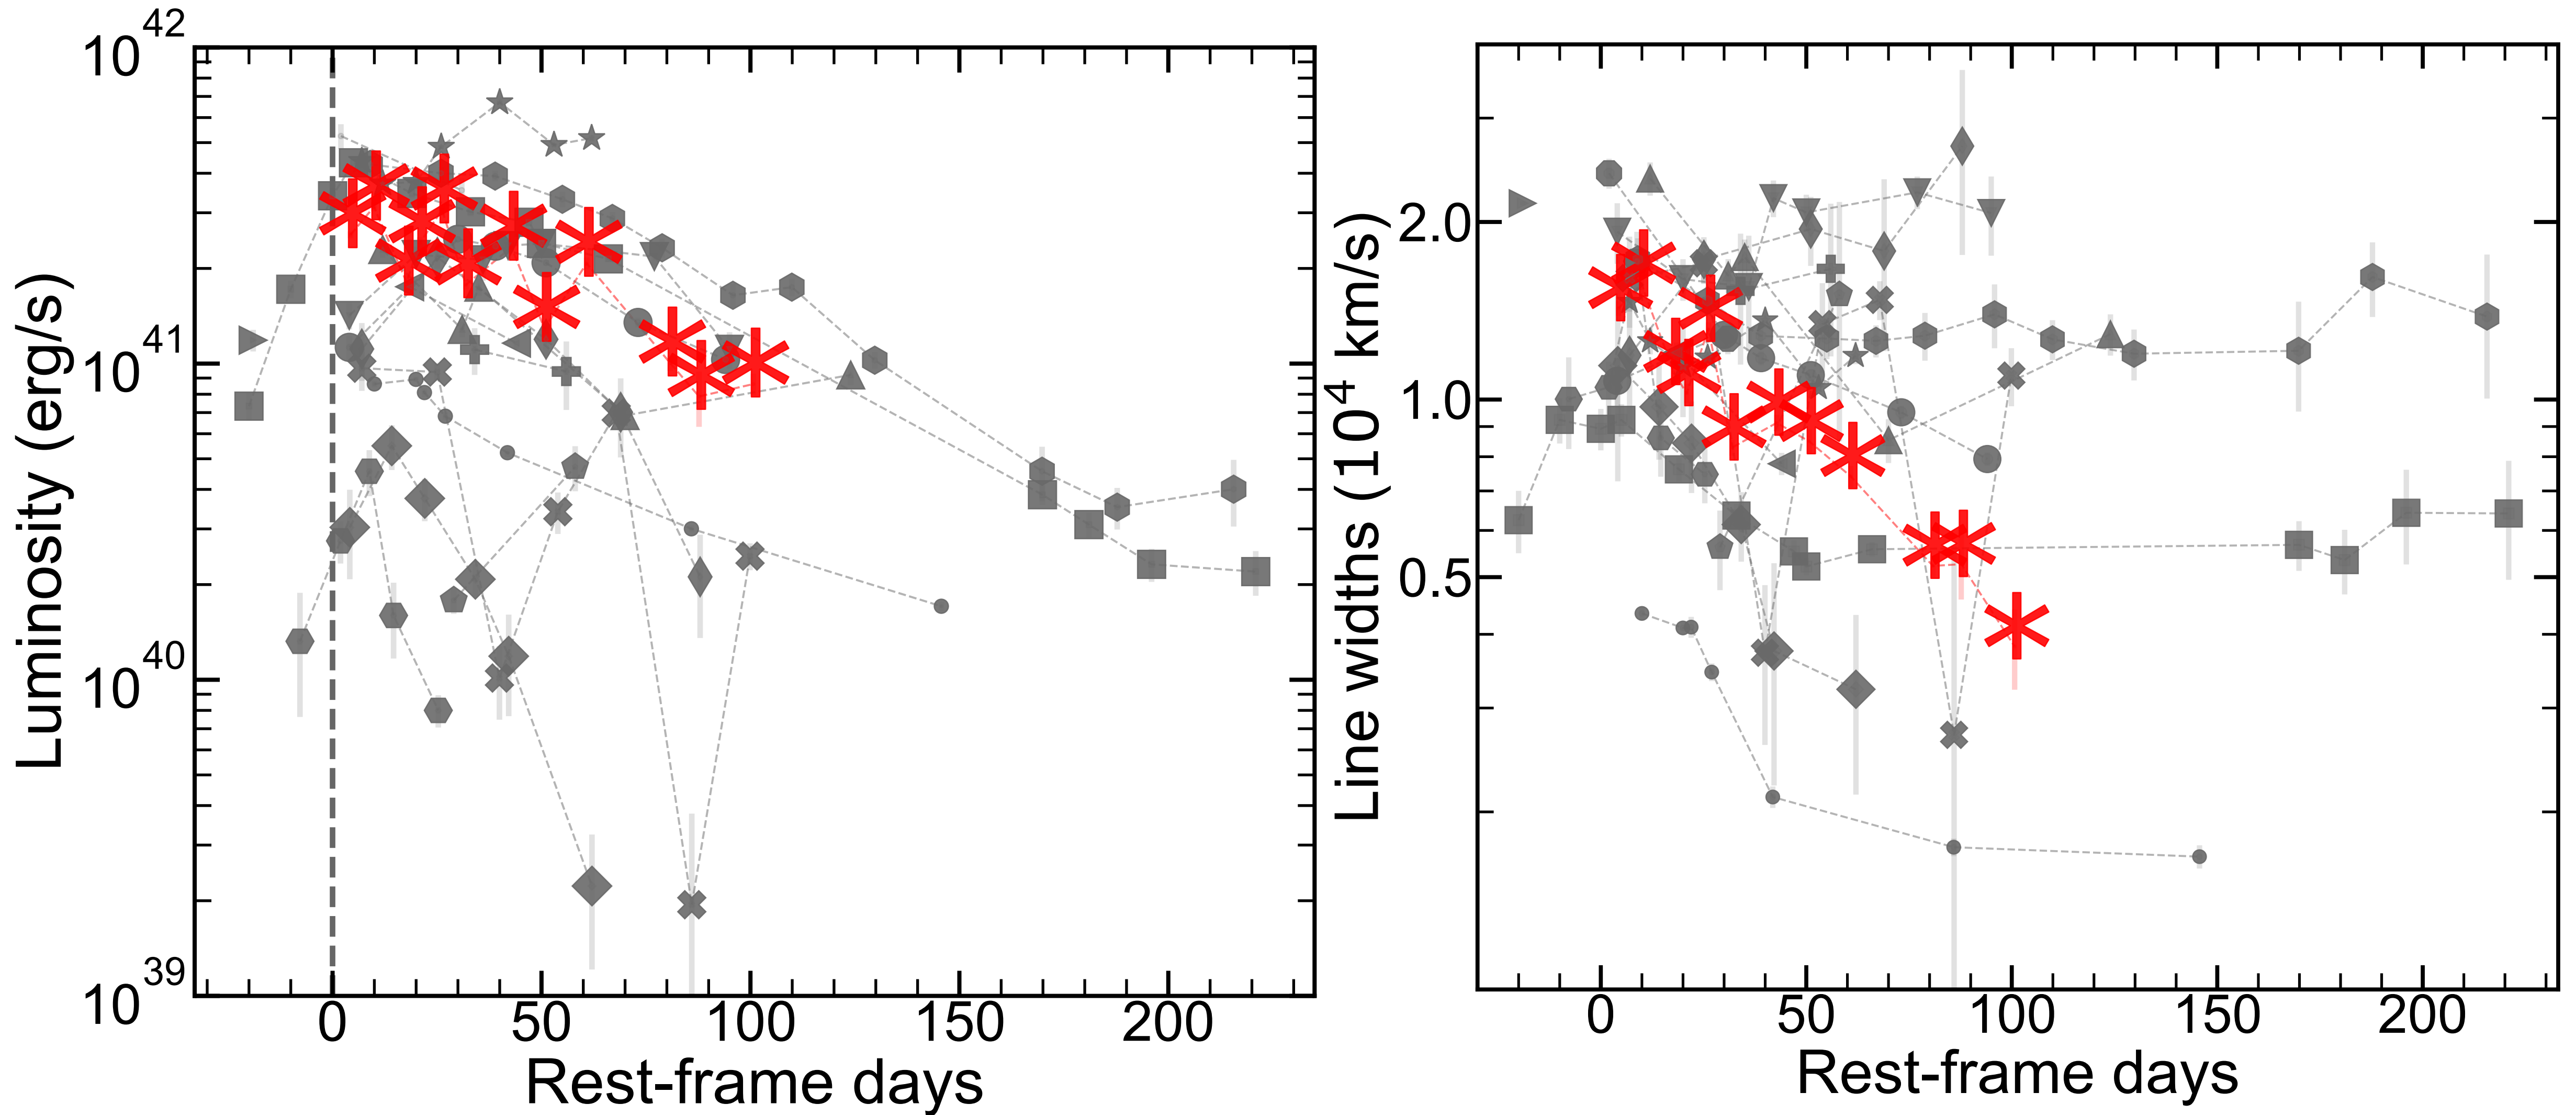 10^42
10^41
10^40
10^39
Luminosity (erg/s)
0 50 100 150 200
Rest-frame days
2.0
1.0
0.5
Line widths (10^4 km/s)
0 50 100 150 200
Rest-frame days